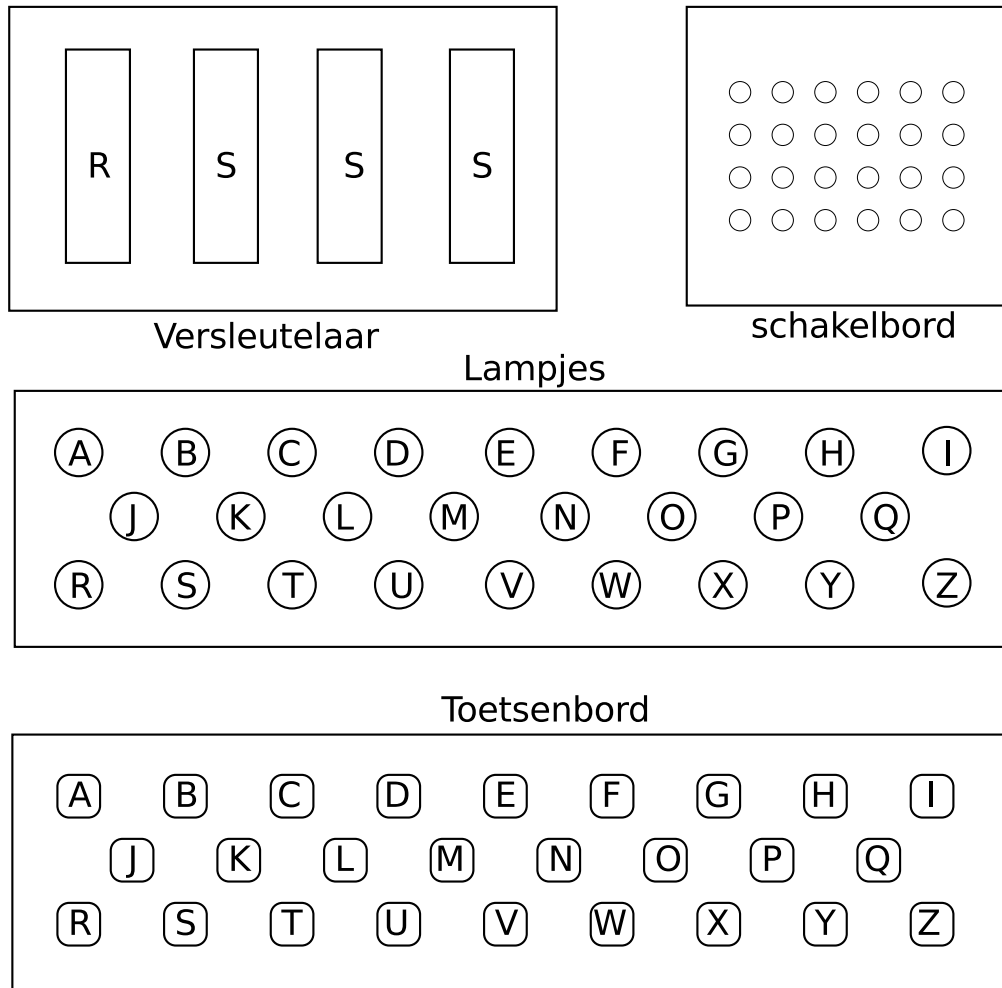 R S S S
Versleutelaar
schakelbord
Lampjes
A B C D E F G H I
J K L M N O P Q
R S T U V W X Y Z
Toetsenbord
A B C D E F G H I
J K L M N O P Q
R S T U V W X Y Z